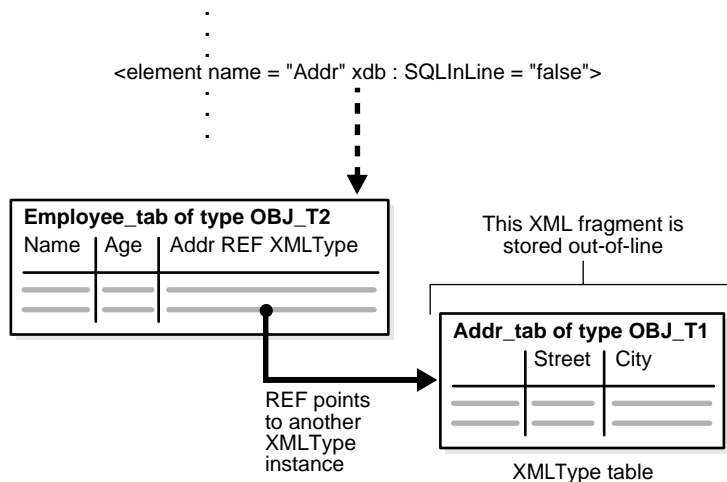 <element name = "Addr" xdb : SQLInLine = "false">
Employee_tab of type OBJ_T2
Name Age Addr REF XMLType
This XML fragment is
stored out-of-line
Addr_tab of type OBJ_T1
Street City
REF points
to another
XMLType
instance
XMLType table